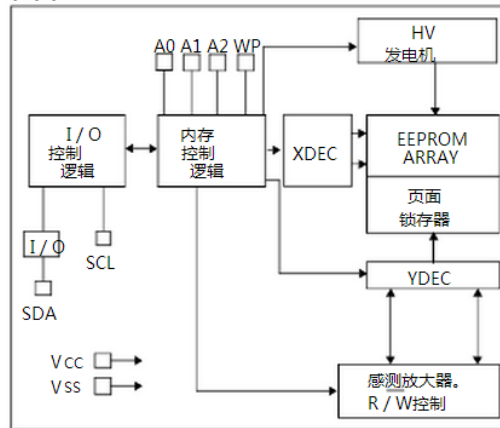 A0 A1 A2 WP
HV
发电机
I/O
控制
逻辑
内存
控制
逻辑
XDEC
EEPROM
ARRAY
页面
锁存器
I/O
SCL
SDA
YDEC
Vcc
Vss
感测放大器。
R/W控制